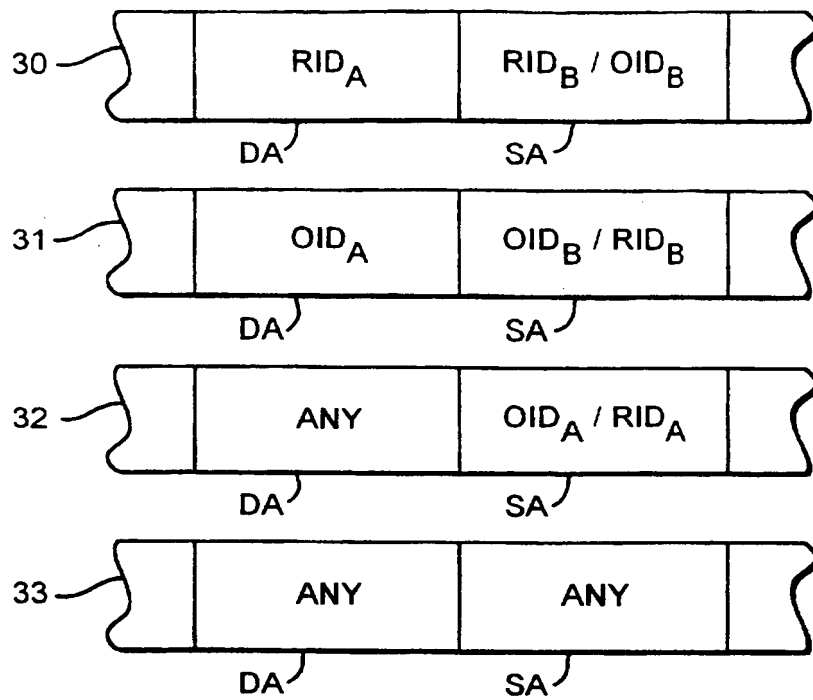 30 RID_A RID_B / OID_B
DA SA
31 OID_A OID_B / RID_B
DA SA
32 ANY OID_A / RID_A
DA SA
33 ANY ANY
DA SA